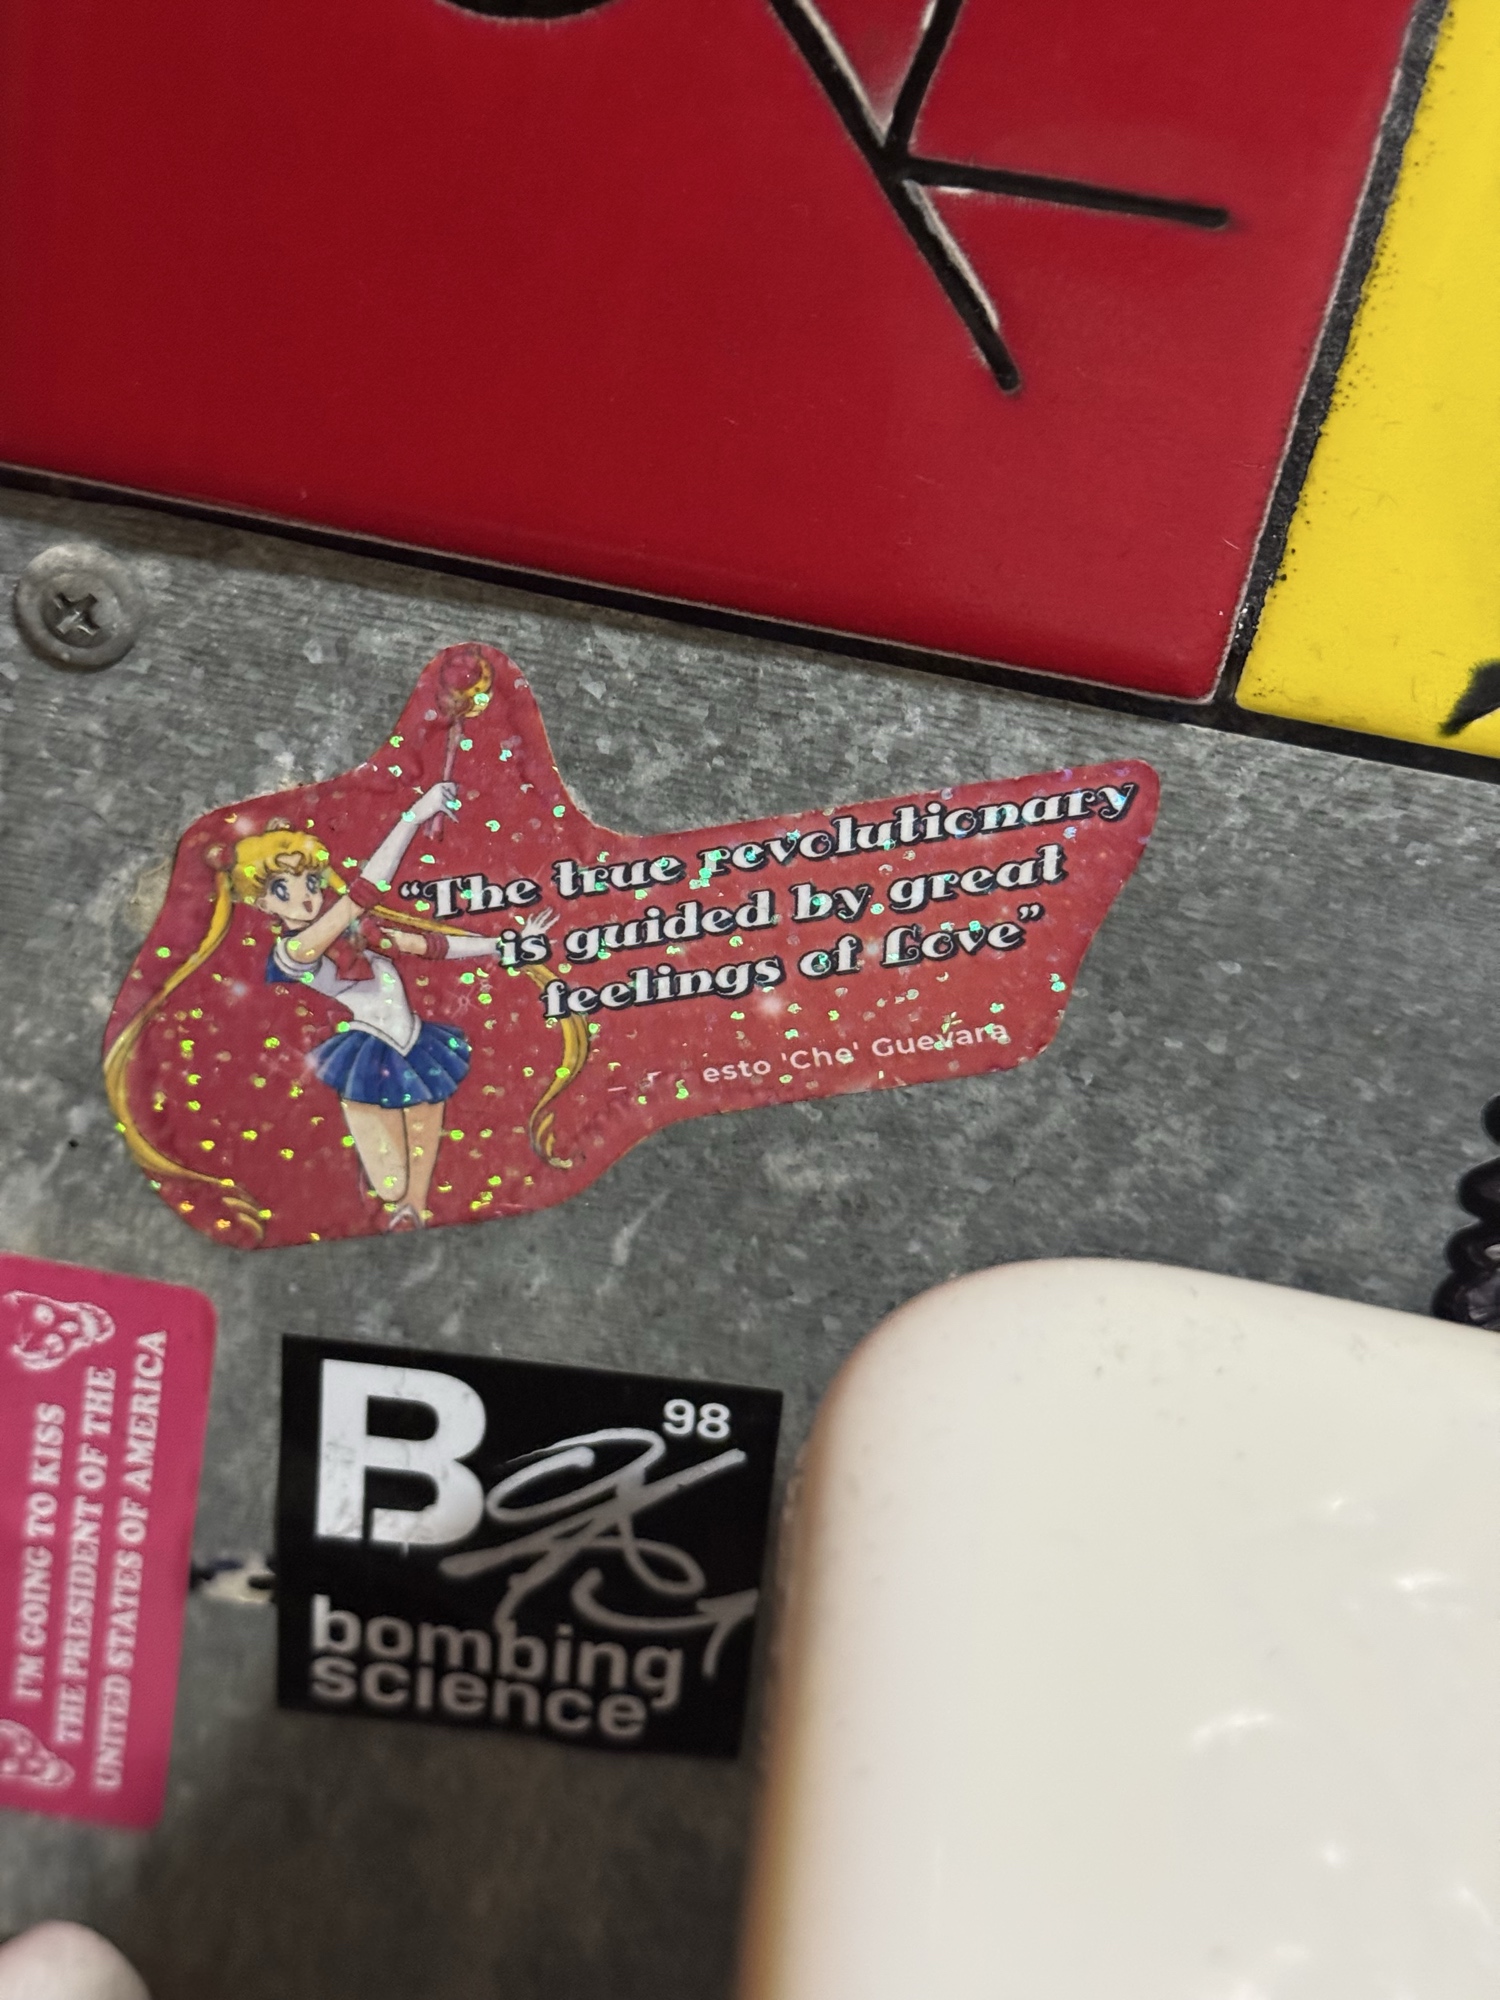 “The true revolutionary
is guided by great
feelings of Love”
esto 'Che' Guevara
I'M GOING TO KISS
THE PRESIDENT OF THE
UNITED STATES OF AMERICA
B 98
bombing
science